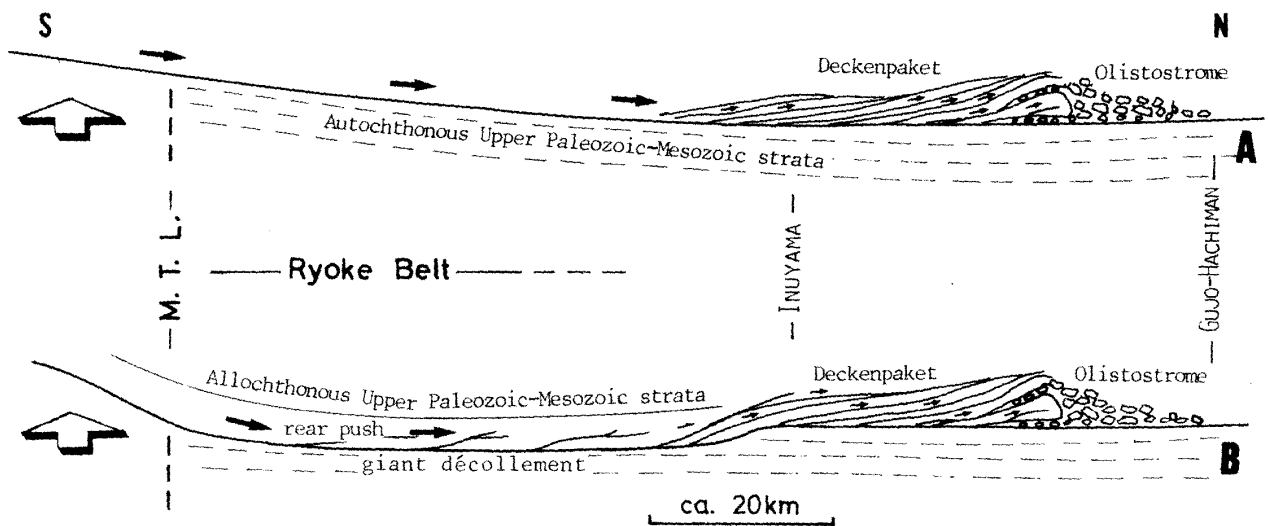 S
N
Deckenpaket
Olistostrome
Autochthonous Upper Paleozoic-Mesozoic strata
A
M. T. L.
Ryoke Belt
INUYAMA
GUJO-HACHIMAN
Allochthonous Upper Paleozoic-Mesozoic strata
Deckenpaket
Olistostrome
rear push
giant décollement
B
ca. 20km